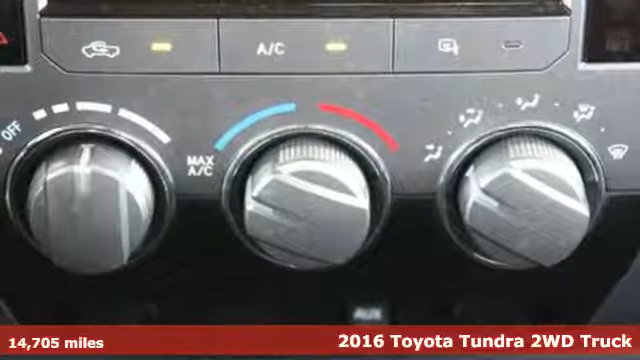 A/C
OFF
MAX
A/C
AUX
14,705 miles
2016 Toyota Tundra 2WD Truck